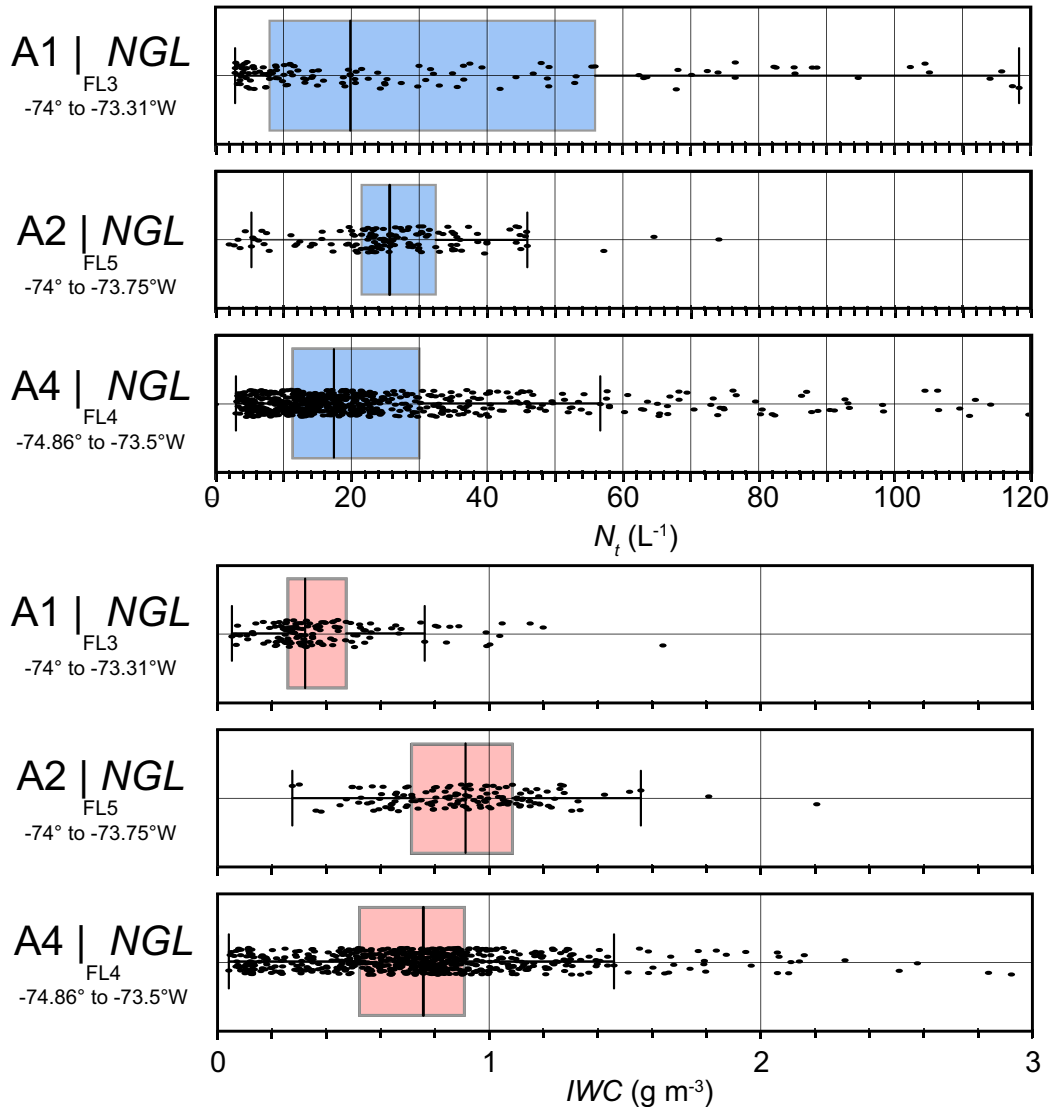 A1 | NGL
FL3
-74° to -73.31°W
A2 | NGL
FL5
-74° to -73.75°W
A4 | NGL
FL4
-74.86° to -73.5°W
0 20 40 60 80 100 120
Nt (L-1)
A1 | NGL
FL3
-74° to -73.31°W
A2 | NGL
FL5
-74° to -73.75°W
A4 | NGL
FL4
-74.86° to -73.5°W
0 1 2 3
IWC (g m-3)